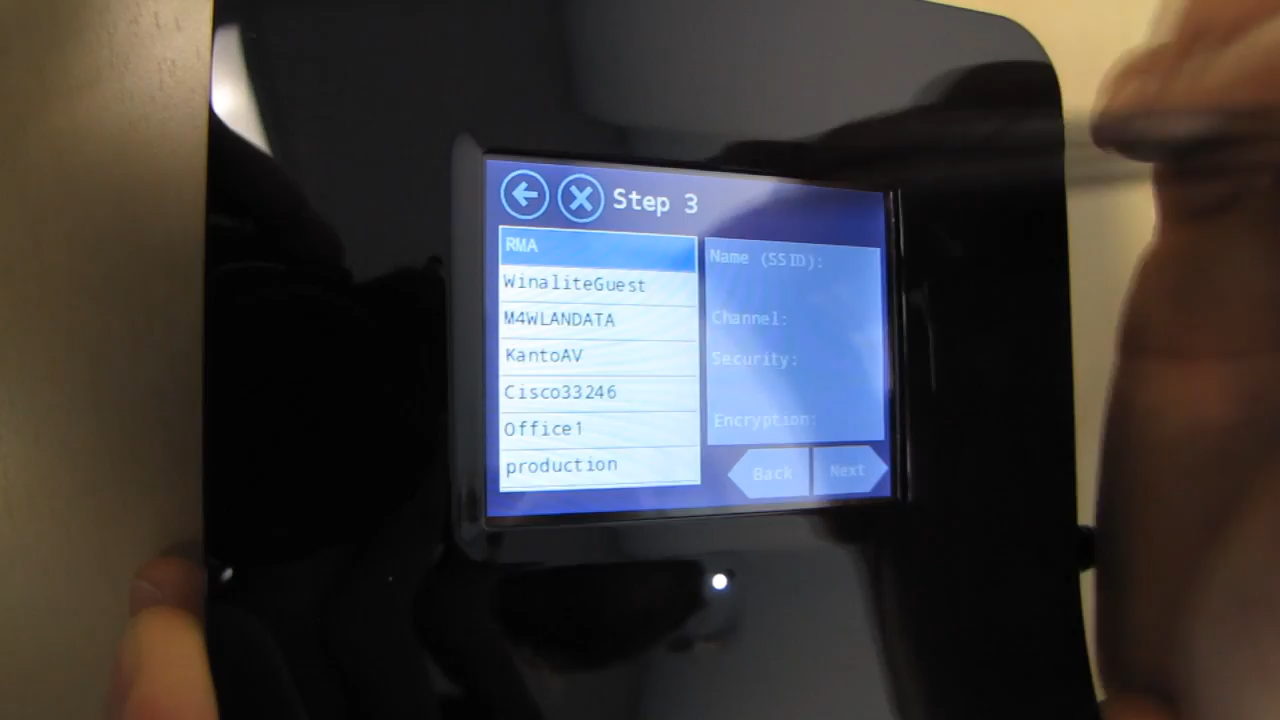 Step 3
RMA
WinaliteGuest
M4WLANDATA
KantoAV
Cisco33246
Office1
production
Name (SSID):
Channel:
Security:
Encryption:
Back
Next